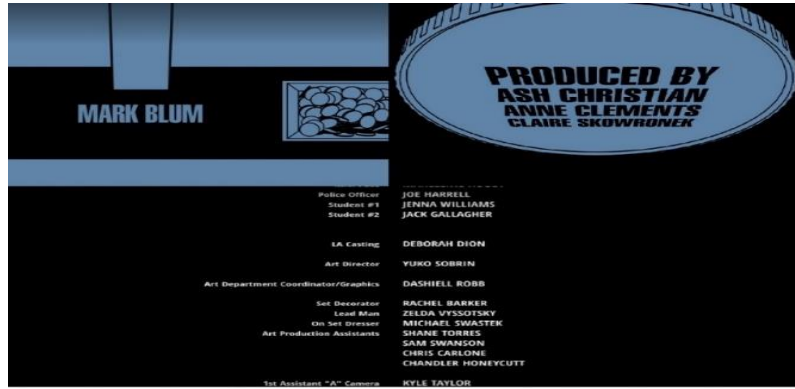 MARK BLUM
PRODUCED BY
ASH CHRISTIAN
ANNE CLEMENTS
CLAIRE SKOWRONEK
Police Officer JOE HARRELL
Student #1 JENNA WILLIAMS
Student #2 JACK GALLAGHER
LA Casting DEBORAH DION
Art Director YUKO SOBRIN
Art Department Coordinator/Graphics DASHIELL ROBB
Set Decorator RACHEL BARKER
Lead Man ZELDA VYSSOTSKY
On Set Dresser MICHAEL SWASTEK
Art Production Assistants SHANE TORRES
SAM SWANSON
CHRIS CARLONE
CHANDLER HONEYCUTT
1st Assistant "A" Camera KYLE TAYLOR